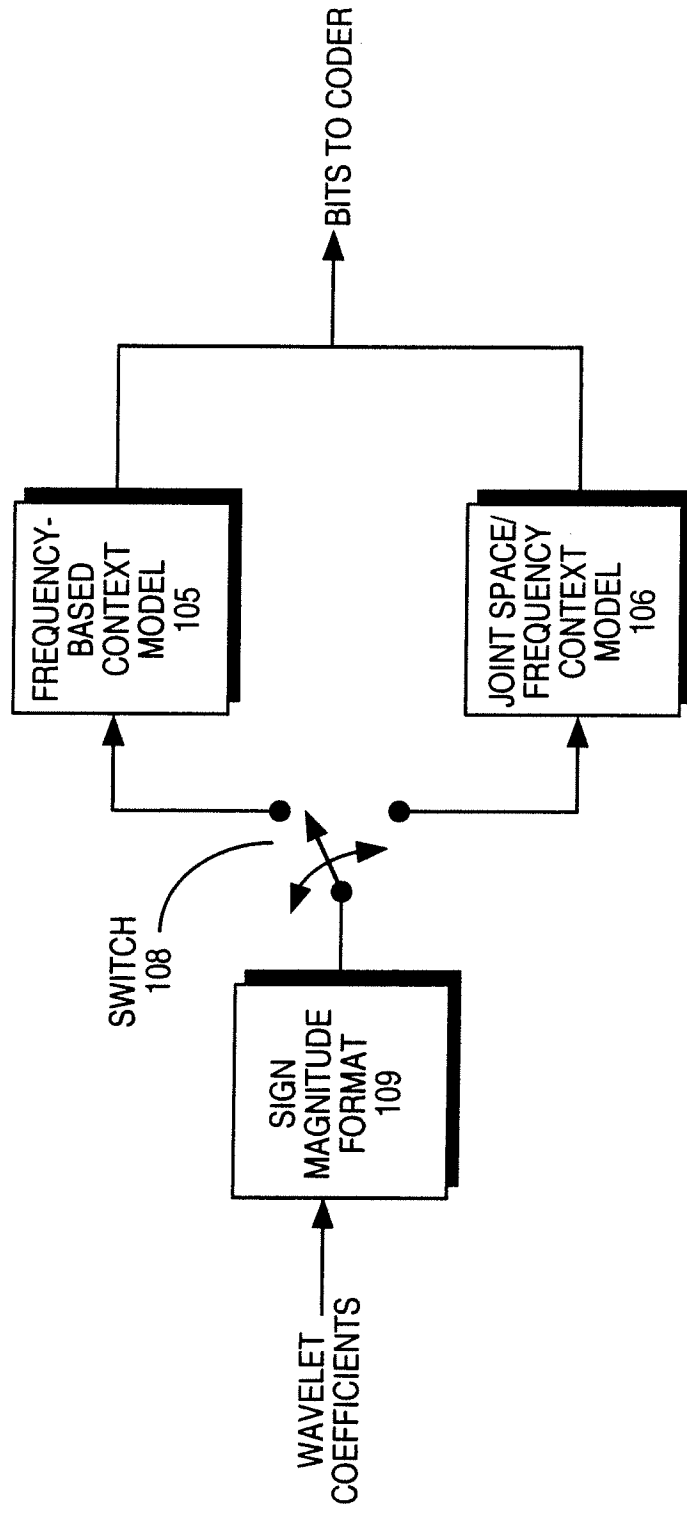 WAVELET
COEFFICIENTS
SIGN
MAGNITUDE
FORMAT
109
SWITCH
108
FREQUENCY-
BASED
CONTEXT
MODEL
105
JOINT SPACE/
FREQUENCY
CONTEXT
MODEL
106
BITS TO CODER